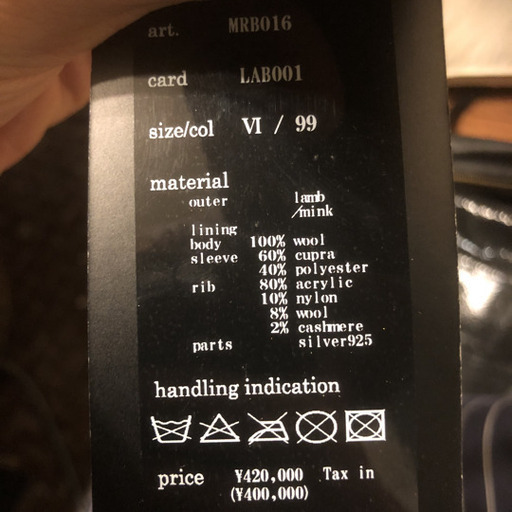 art. MRB016
card LAB001
size/col Ⅵ / 99
material
outer lamb
/mink
lining
body 100% wool
sleeve 60% cupra
40% polyester
rib 80% acrylic
10% nylon
8% wool
2% cashmere
parts silver925
handling indication
price ¥420,000 Tax in
(¥400,000)